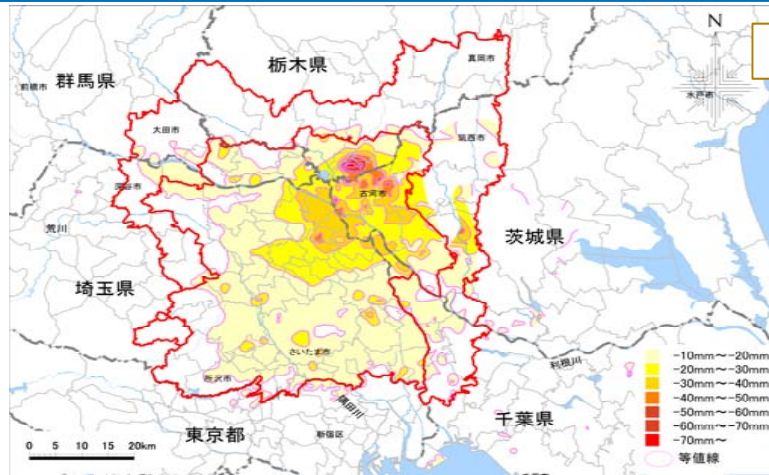 N
栃木県
群馬県
真岡市
前橋市
水戸市
大田市
筑西市
深谷市
古河市
荒川
茨城県
埼玉県
さいたま市
所沢市
利根川
隅田川
千葉県
東京都
新宿区
0 5 10 15 20km
-10mm～-20mm
-20mm～-30mm
-30mm～-40mm
-40mm～-50mm
-50mm～-60mm
-60mm～-70mm
-70mm～
等値線